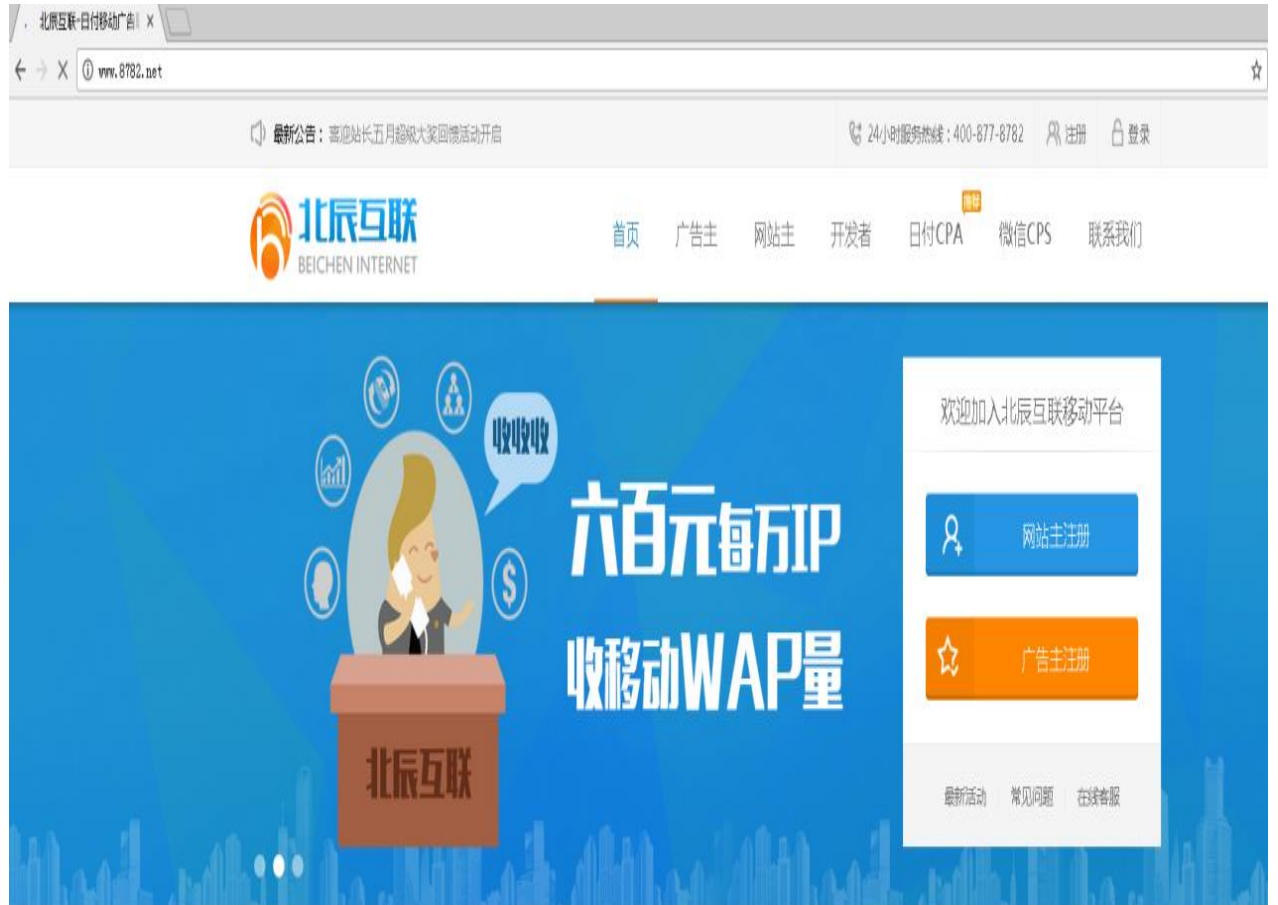 北辰互联-日付移动广告
www.8782.net
最新公告：喜迎站长五月超级大奖回馈活动开启
24小时服务热线：400-877-8782 注册 登录
北辰互联
BEICHEN INTERNET
推荐
首页 广告主 网站主 开发者 日付CPA 微信CPS 联系我们
收收收
六百元每万IP
收移动WAP量
北辰互联
欢迎加入北辰互联移动平台
网站主注册
广告主注册
最新活动 常见问题 在线客服